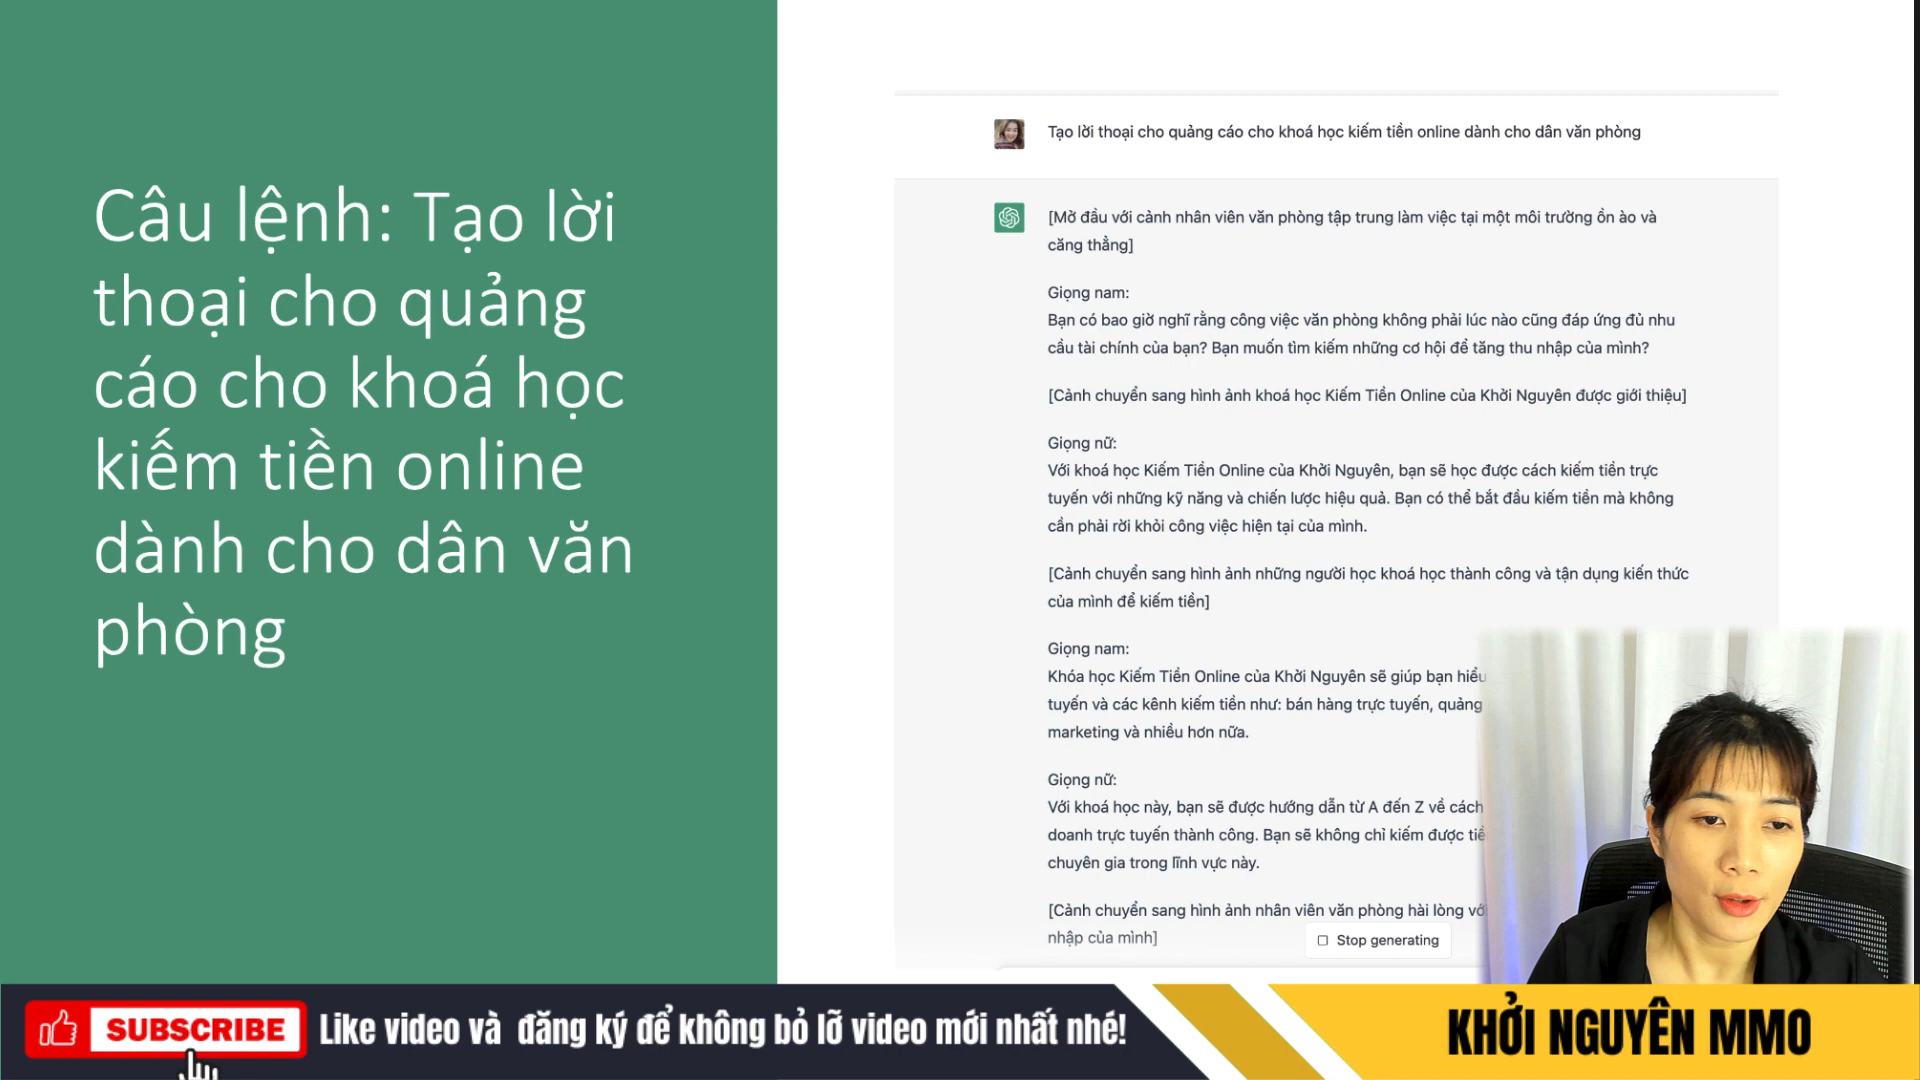 Câu lệnh: Tạo lời
thoại cho quảng
cáo cho khoá học
kiếm tiền online
dành cho dân văn
phòng
Tạo lời thoại cho quảng cáo cho khoá học kiếm tiền online dành cho dân văn phòng
[Mở đầu với cảnh nhân viên văn phòng tập trung làm việc tại một môi trường ồn ào và
căng thẳng]
Giọng nam:
Bạn có bao giờ nghĩ rằng công việc văn phòng không phải lúc nào cũng đáp ứng đủ nhu
cầu tài chính của bạn? Bạn muốn tìm kiếm những cơ hội để tăng thu nhập của mình?
[Cảnh chuyển sang hình ảnh khoá học Kiếm Tiền Online của Khởi Nguyên được giới thiệu]
Giọng nữ:
Với khoá học Kiếm Tiền Online của Khởi Nguyên, bạn sẽ học được cách kiếm tiền trực
tuyến với những kỹ năng và chiến lược hiệu quả. Bạn có thể bắt đầu kiếm tiền mà không
cần phải rời khỏi công việc hiện tại của mình.
[Cảnh chuyển sang hình ảnh những người học khoá học thành công và tận dụng kiến thức
của mình để kiếm tiền]
Giọng nam:
Khóa học Kiếm Tiền Online của Khởi Nguyên sẽ giúp bạn hiểu
tuyến và các kênh kiếm tiền như: bán hàng trực tuyến, quảng
marketing và nhiều hơn nữa.
Giọng nữ:
Với khoá học này, bạn sẽ được hướng dẫn từ A đến Z về cách
doanh trực tuyến thành công. Bạn sẽ không chỉ kiếm được
chuyên gia trong lĩnh vực này.
[Cảnh chuyển sang hình ảnh nhân viên văn phòng hài lòng
nhập của mình]
Stop generating
SUBSCRIBE
Like video và đăng ký để không bỏ lỡ video mới nhất nhé!
KHỞI NGUYÊN MMO